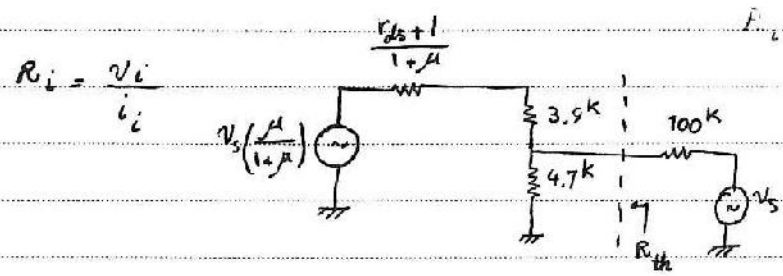 R_i = v_i / i_i
r_ds + 1 / 1 + μ
v_s (μ / 1 + μ)
3.9 K
100 K
4.7 K
v_s
R_th